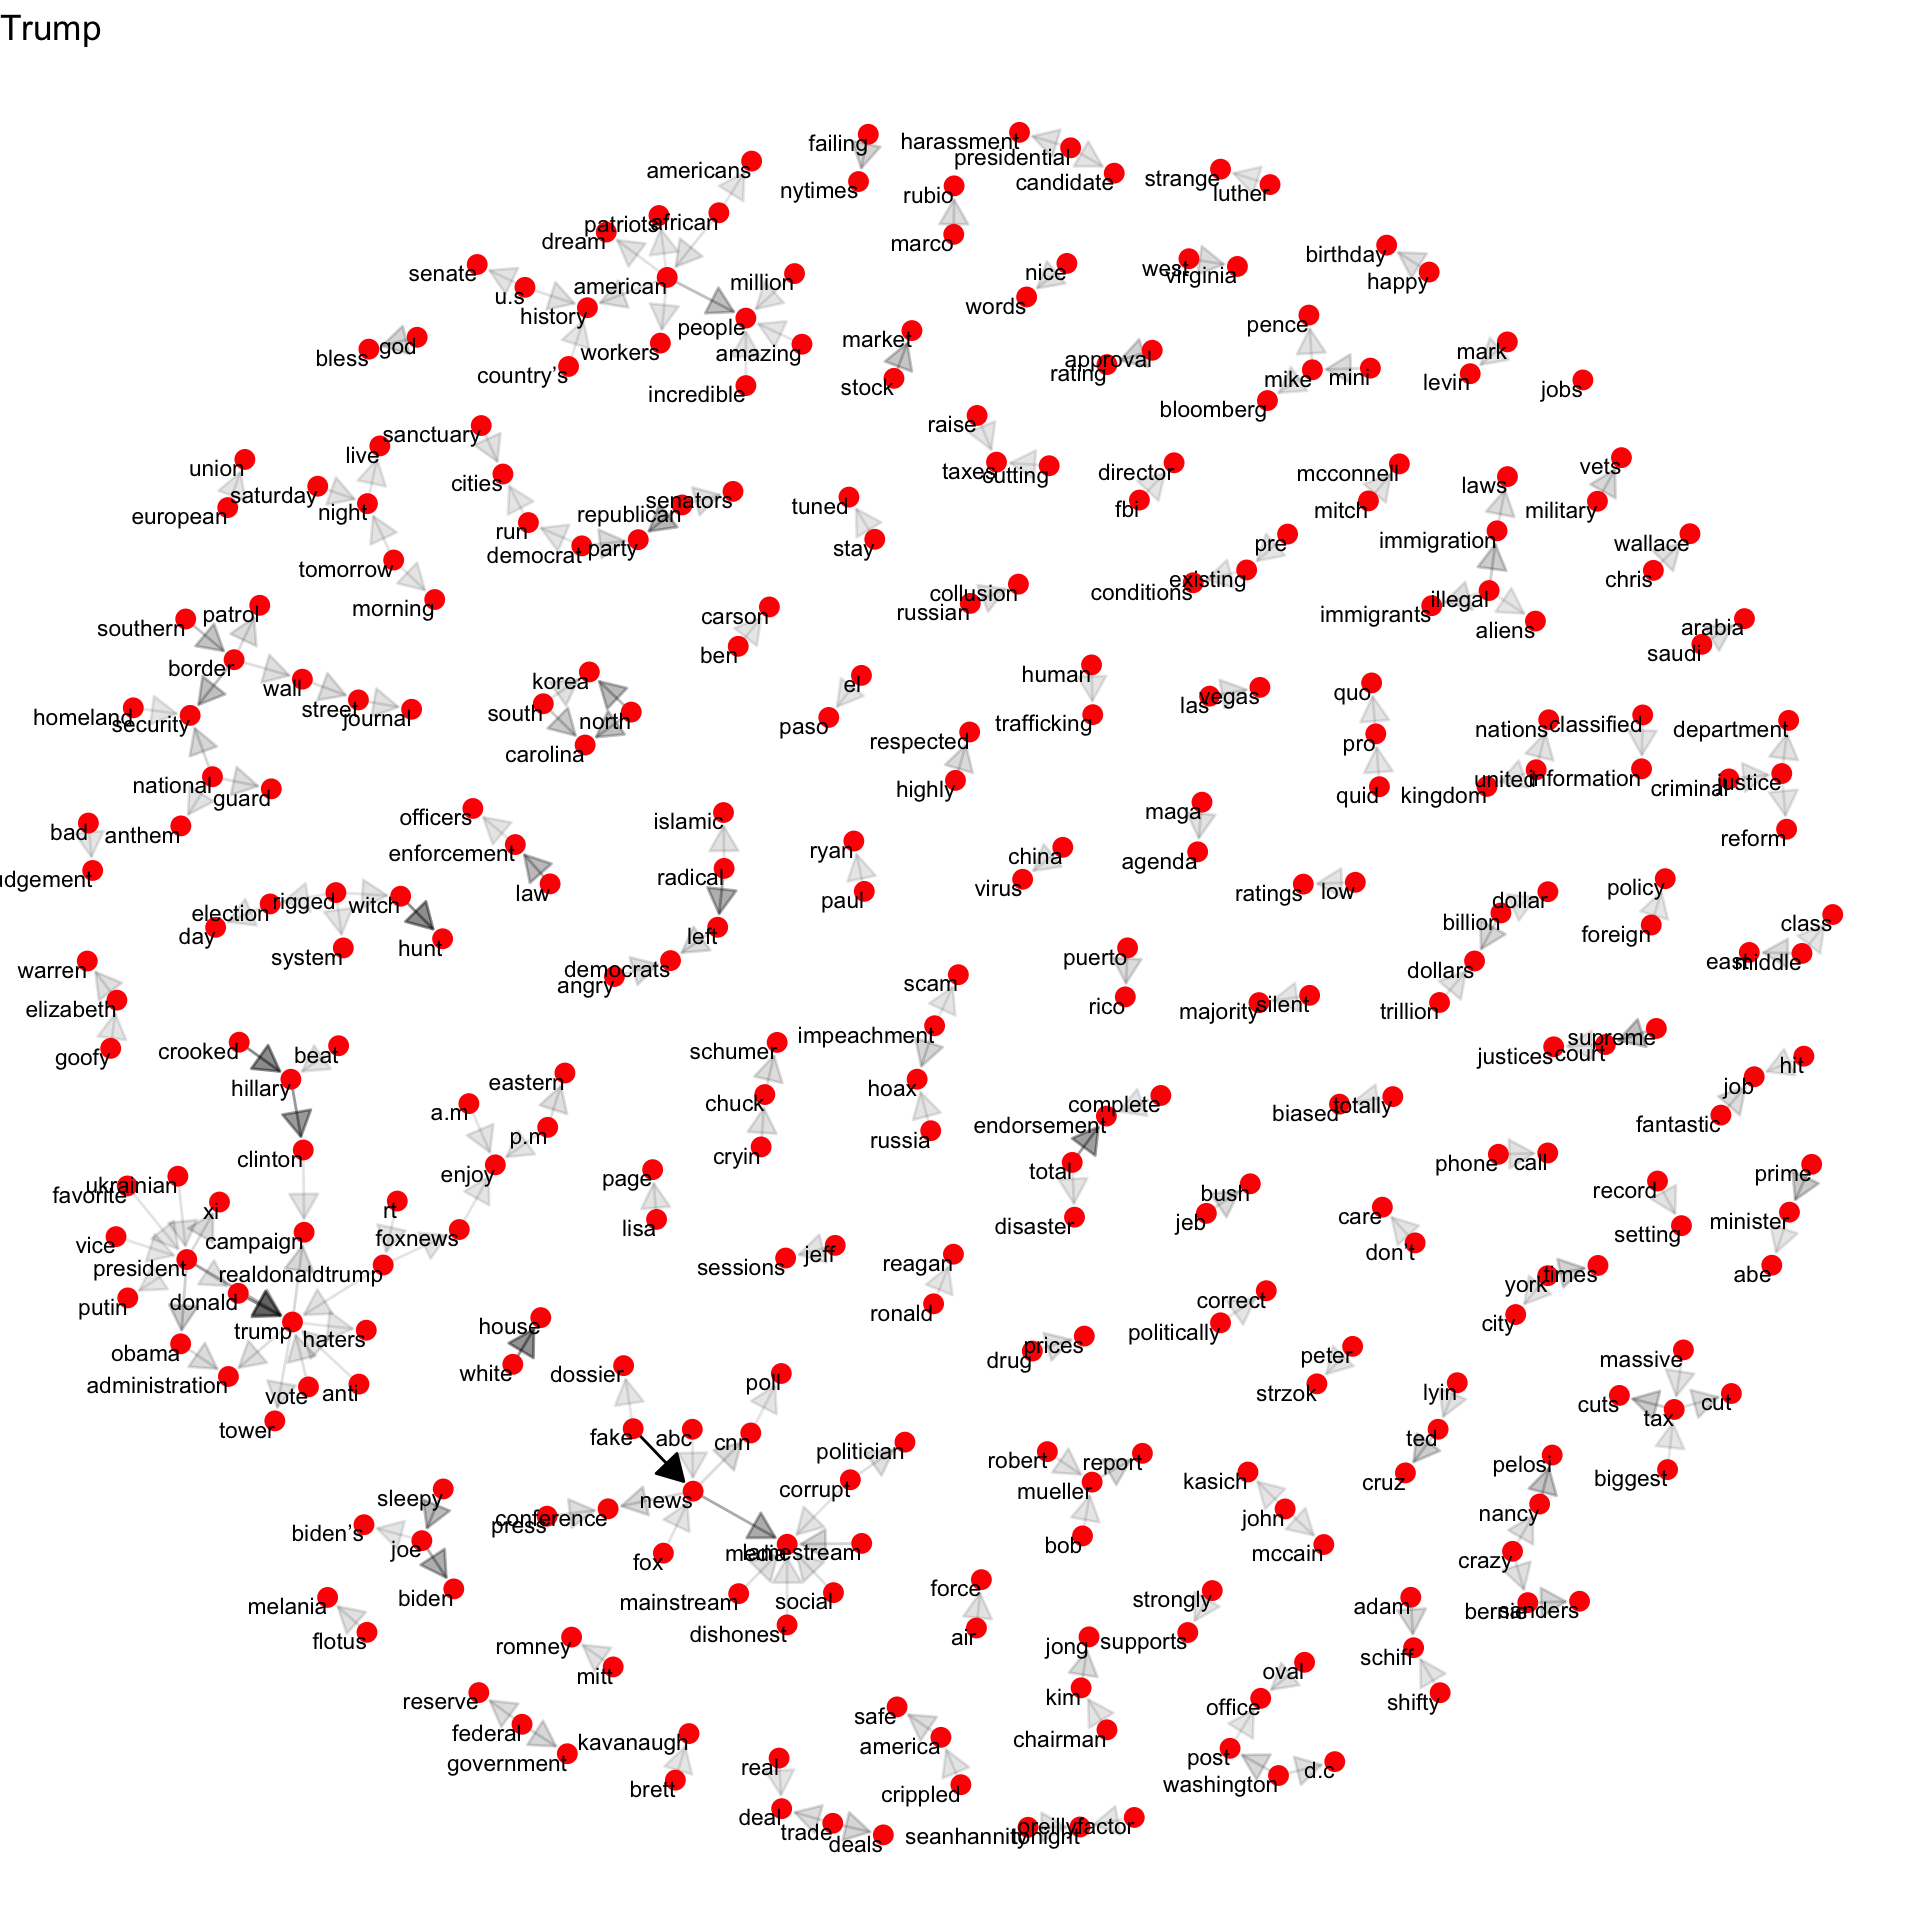 Trump
failing
harassment
presidential
candidate
americans
nytimes
rubio
strange
luther
patriots
african
dream
marco
senate
u.s
american
million
nice
west
virginia
birthday
happy
history
words
people
pence
bless
god
workers
amazing
market
approval
rating
mark
country's
incredible
stock
mike
mini
levin
jobs
bloomberg
raise
sanctuary
live
union
cities
taxes
cutting
director
mcconnell
laws
vets
saturday
night
european
senators
republican
tuned
fbi
mitch
military
run
democrat
party
stay
pre
immigration
wallace
tomorrow
existing
conditions
chris
morning
collusion
russian
illegal
immigrants
aliens
southern
patrol
carson
arabia
border
ben
saudi
wall
korea
el
human
street
journal
south
north
las
vegas
quo
homeland
security
carolina
paso
trafficking
respected
pro
nations
classified
department
national
guard
highly
quid
kingdom
united
information
criminal
justice
bad
anthem
officers
islamic
maga
reform
enforcement
ryan
china
agenda
udgement
law
radical
paul
virus
ratings
low
policy
election
rigged
witch
dollar
billion
class
day
hunt
left
foreign
system
puerto
east
middle
warren
democrats
angry
scam
dollars
elizabeth
rico
majority
silent
trillion
goofy
crooked
beat
schumer
impeachment
supreme
justices
court
hillary
eastern
hoax
hit
job
a.m
chuck
complete
biased
totally
p.m
endorsement
fantastic
clinton
cryin
russia
enjoy
total
phone
call
prime
ukrainian
favorite
page
bush
record
xi
rt
lisa
disaster
jeb
care
minister
vice
campaign
foxnews
don't
setting
president
realdonaldtrump
sessions
jeff
reagan
abe
putin
donald
ronald
correct
york
times
trump
haters
house
politically
city
obama
drug
prices
peter
massive
administration
white
dossier
strzok
vote
anti
poll
lyin
cuts
tax
cut
tower
fake
abc
cnn
politician
ted
robert
report
pelosi
corrupt
kasich
cruz
biggest
sleepy
news
mueller
nancy
press
conference
john
biden's
joe
bob
mccain
crazy
fox
media
lamestream
biden
mainstream
social
force
strongly
melania
adam
bernie
sanders
flotus
dishonest
air
jong
supports
romney
schiff
mitt
oval
reserve
kim
office
shifty
federal
safe
kavanaugh
america
chairman
government
post
real
washington
d.c
brett
crippled
deal
trade
deals
seanhannity
tonight
oreillyfactor